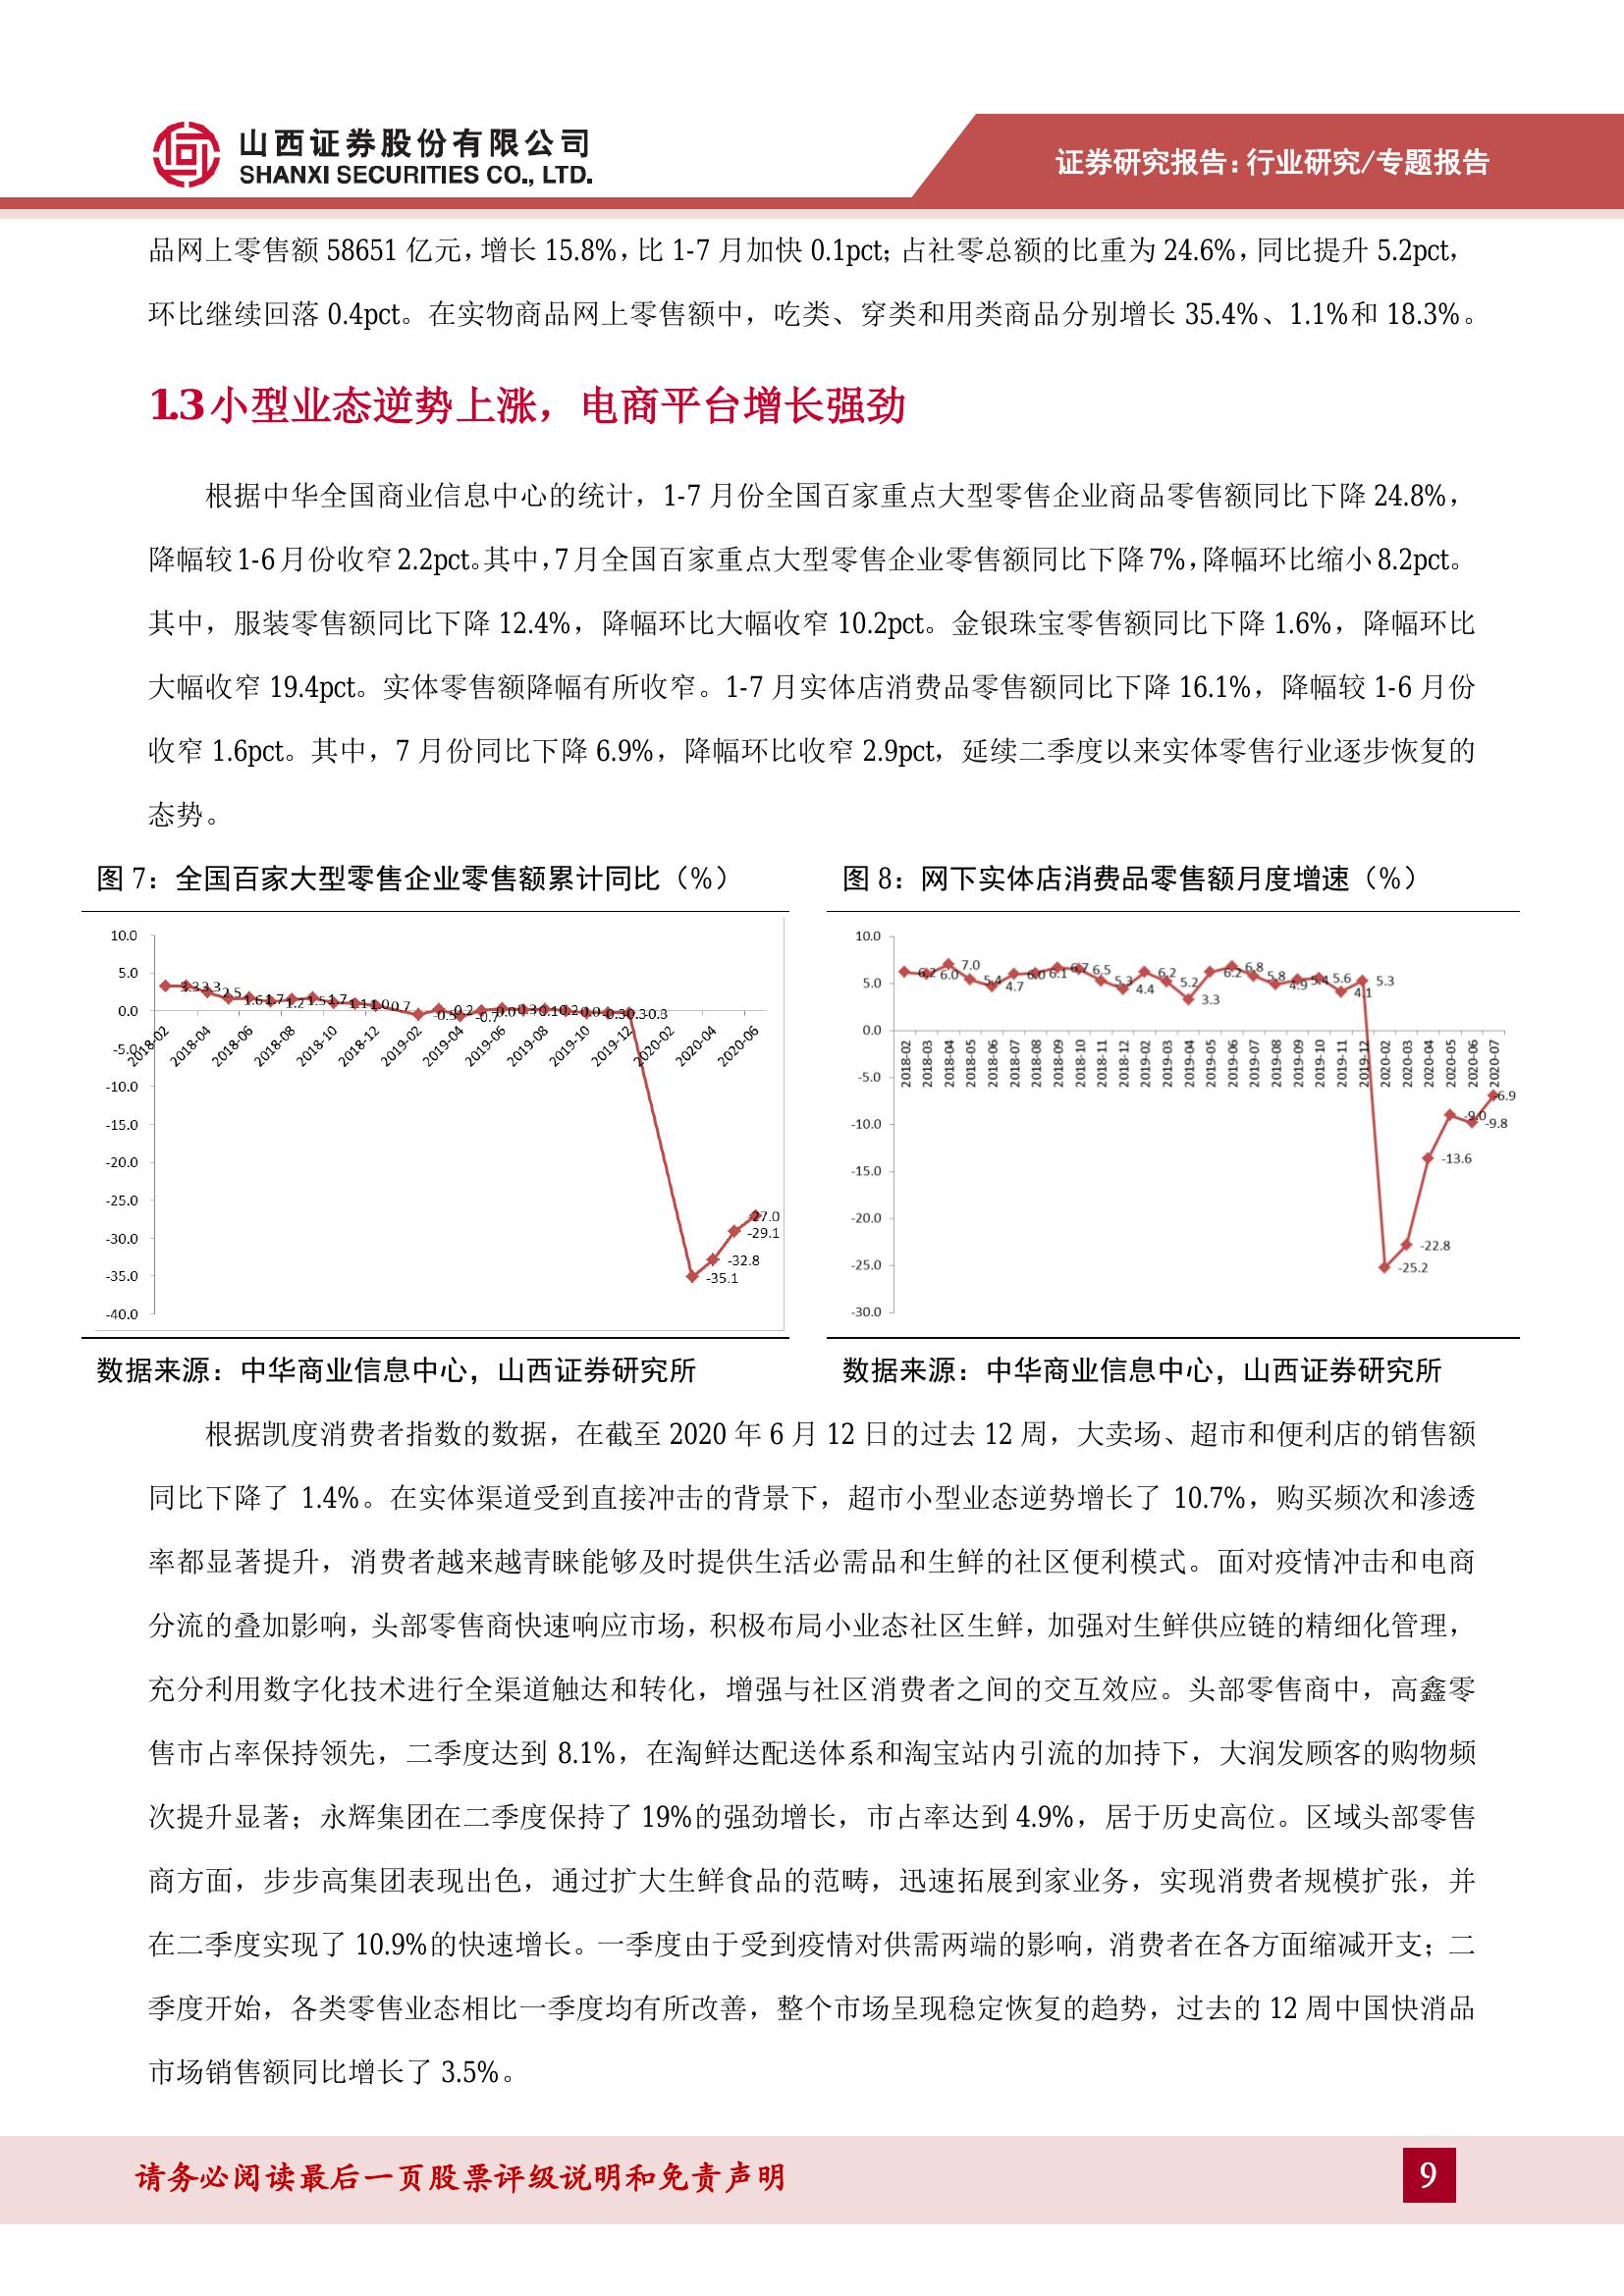 山西证券股份有限公司
SHANXI SECURITIES CO., LTD.
证券研究报告:行业研究/专题报告
品网上零售额 58651 亿元，增长 15.8%，比 1-7 月加快 0.1pct；占社零总额的比重为 24.6%，同比提升 5.2pct，
环比继续回落 0.4pct。在实物商品网上零售额中，吃类、穿类和用类商品分别增长 35.4%、1.1%和 18.3%。
1.3 小型业态逆势上涨，电商平台增长强劲
根据中华全国商业信息中心的统计，1-7 月份全国百家重点大型零售企业商品零售额同比下降 24.8%，
降幅较 1-6 月份收窄 2.2pct。其中，7 月全国百家重点大型零售企业零售额同比下降 7%，降幅环比缩小 8.2pct。
其中，服装零售额同比下降 12.4%，降幅环比大幅收窄 10.2pct。金银珠宝零售额同比下降 1.6%，降幅环比
大幅收窄 19.4pct。实体零售额降幅有所收窄。1-7 月实体店消费品零售额同比下降 16.1%，降幅较 1-6 月份
收窄 1.6pct。其中，7 月份同比下降 6.9%，降幅环比收窄 2.9pct，延续二季度以来实体零售行业逐步恢复的
态势。
图 7：全国百家大型零售企业零售额累计同比（%）
10.0
5.0
0.0
-5.0
-10.0
-15.0
-20.0
-25.0
-30.0
-35.0
-40.0
3.3 3.3 2.5 1.6 1.7 1.2 1.5 1.7 1.1 1.0 0.7 -0.5 0.2 -0.7 0.0 0.3 0.1 0.2 0.0 -0.3 0.3 -0.3
-35.1
-32.8
-29.1
-27.0
2018-02 2018-04 2018-06 2018-08 2018-10 2018-12 2019-02 2019-04 2019-06 2019-08 2019-10 2019-12 2020-02 2020-04 2020-06
图 8：网下实体店消费品零售额月度增速（%）
10.0
5.0
0.0
-5.0
-10.0
-15.0
-20.0
-25.0
-30.0
6.2 6.0 7.0 5.4 4.7 6.0 6.1 6.7 6.5 5.3 4.4 6.2 5.2 3.3 6.2 6.8 5.8 4.9 5.4 5.6 4.1 5.3
-25.2
-22.8
-13.6
-9.0
-9.8
-6.9
2018-02 2018-03 2018-04 2018-05 2018-06 2018-07 2018-08 2018-09 2018-10 2018-11 2018-12 2019-02 2019-03 2019-04 2019-05 2019-06 2019-07 2019-08 2019-09 2019-10 2019-11 2019-12 2020-02 2020-03 2020-04 2020-05 2020-06 2020-07
数据来源：中华商业信息中心，山西证券研究所
数据来源：中华商业信息中心，山西证券研究所
根据凯度消费者指数的数据，在截至 2020 年 6 月 12 日的过去 12 周，大卖场、超市和便利店的销售额
同比下降了 1.4%。在实体渠道受到直接冲击的背景下，超市小型业态逆势增长了 10.7%，购买频次和渗透
率都显著提升，消费者越来越青睐能够及时提供生活必需品和生鲜的社区便利模式。面对疫情冲击和电商
分流的叠加影响，头部零售商快速响应市场，积极布局小业态社区生鲜，加强对生鲜供应链的精细化管理，
充分利用数字化技术进行全渠道触达和转化，增强与社区消费者之间的交互效应。头部零售商中，高鑫零
售市占率保持领先，二季度达到 8.1%，在淘鲜达配送体系和淘宝站内引流的加持下，大润发顾客的购物频
次提升显著；永辉集团在二季度保持了 19%的强劲增长，市占率达到 4.9%，居于历史高位。区域头部零售
商方面，步步高集团表现出色，通过扩大生鲜食品的范畴，迅速拓展到家业务，实现消费者规模扩张，并
在二季度实现了 10.9%的快速增长。一季度由于受到疫情对供需两端的影响，消费者在各方面缩减开支；二
季度开始，各类零售业态相比一季度均有所改善，整个市场呈现稳定恢复的趋势，过去的 12 周中国快消品
市场销售额同比增长了 3.5%。
请务必阅读最后一页股票评级说明和免责声明
9